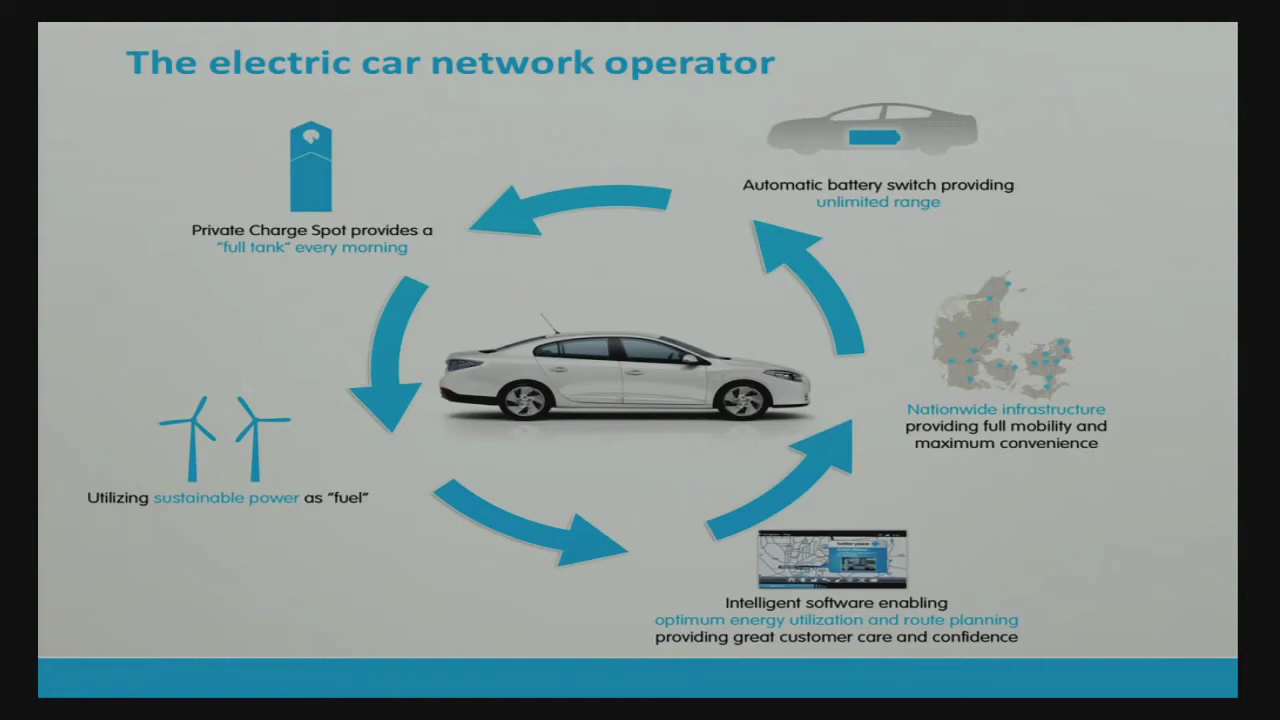 The electric car network operator
Automatic battery switch providing
unlimited range
Private Charge Spot provides a
“full tank” every morning
Nationwide infrastructure
providing full mobility and
maximum convenience
Utilizing sustainable power as “fuel”
Intelligent software enabling
optimum energy utilization and route planning
providing great customer care and confidence